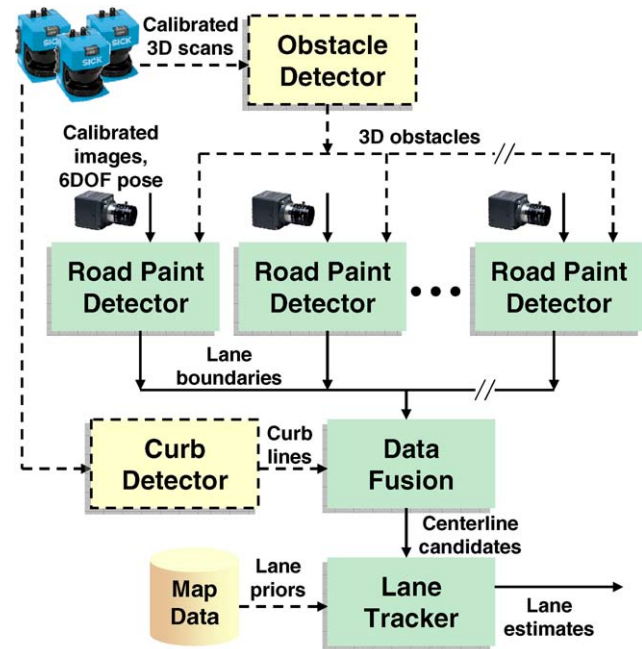 Calibrated
3D scans
SICK
SICK
SICK
Obstacle
Detector
Calibrated
images,
6DOF pose
3D obstacles
Road Paint
Detector
Road Paint
Detector
Road Paint
Detector
Lane
boundaries
Curb
Detector
Curb
lines
Data
Fusion
Centerline
candidates
Map
Data
Lane
priors
Lane
Tracker
Lane
estimates